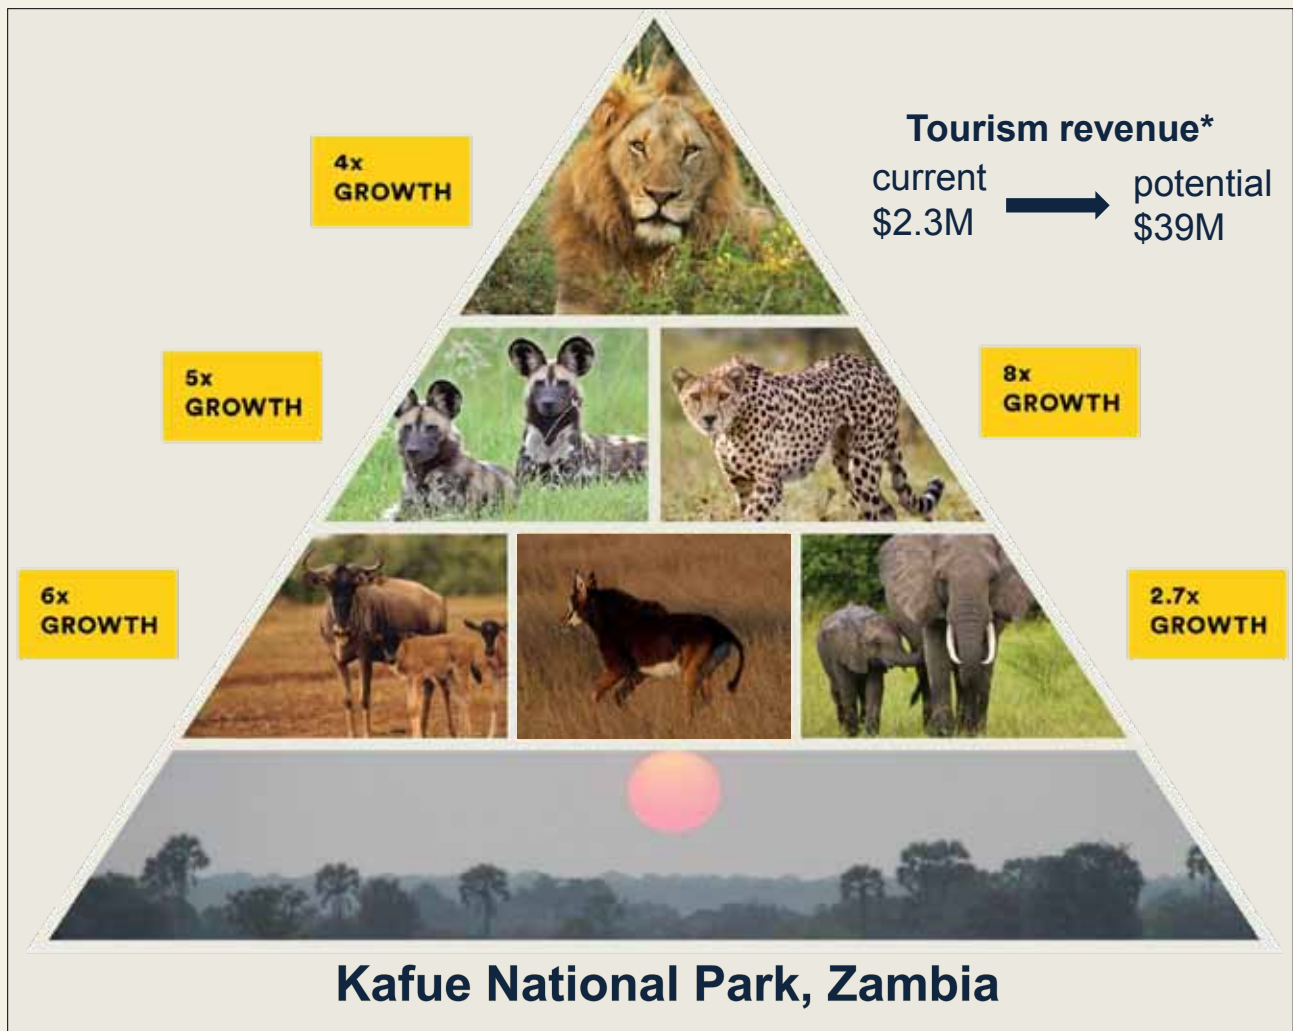 Tourism revenue*
current
$2.3M
potential
$39M
4x
GROWTH
5x
GROWTH
8x
GROWTH
6x
GROWTH
2.7x
GROWTH
Kafue National Park, Zambia